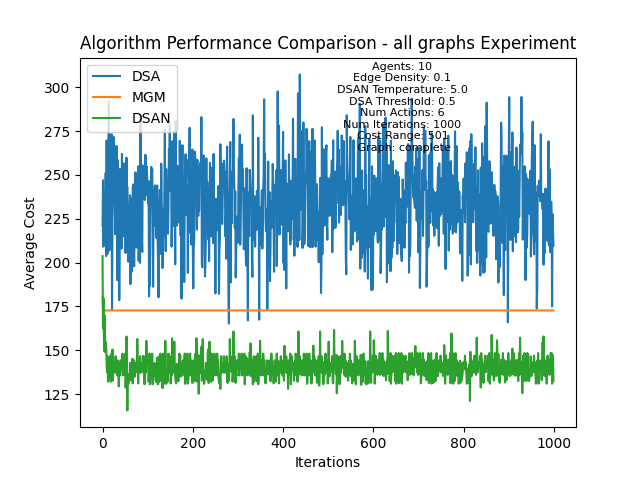 Algorithm Performance Comparison - all graphs Experiment
DSA
MGM
DSAN
Agents: 10
Edge Density: 0.1
DSAN Temperature: 5.0
DSA Threshold: 0.5
Num Actions: 6
Num Iterations: 1000
Cost Range: 501
Graph: complete
Average Cost
300
275
250
225
200
175
150
125
0
200
400
600
800
1000
Iterations